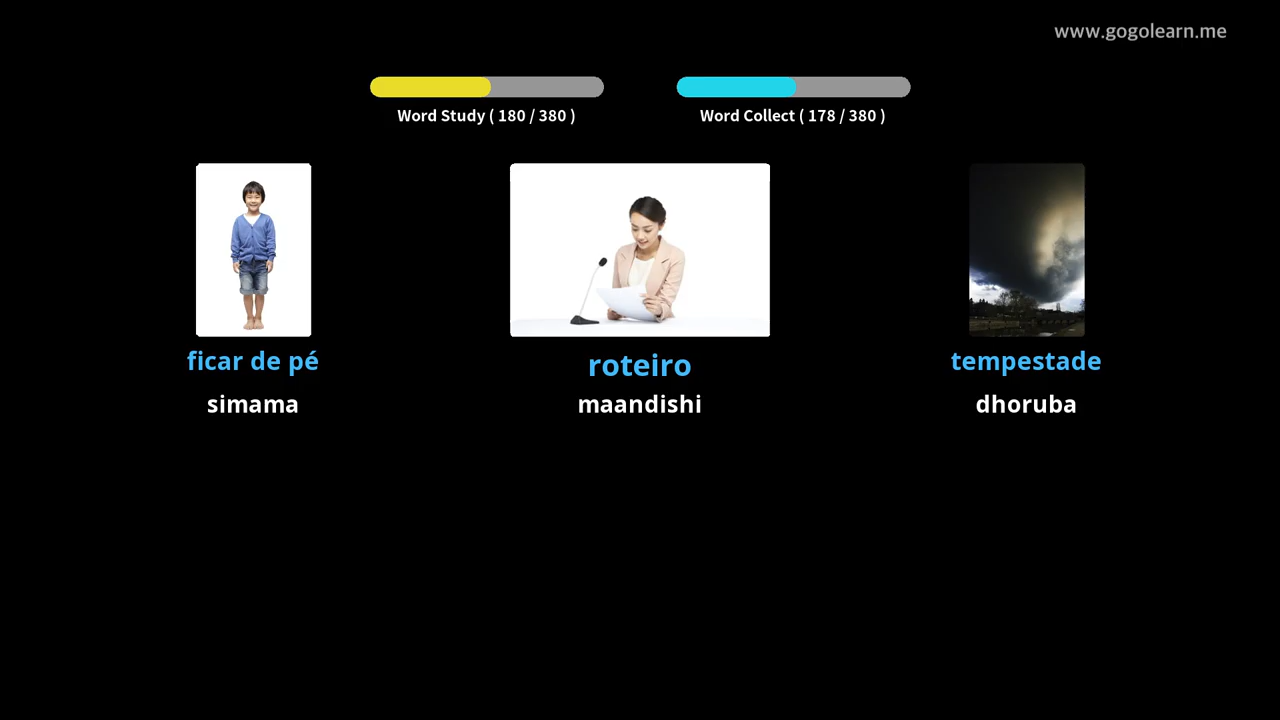 www.gogolearn.me
Word Study ( 180 / 380 )
Word Collect ( 178 / 380 )
ficar de pé
roteiro
tempestade
simama
maandishi
dhoruba